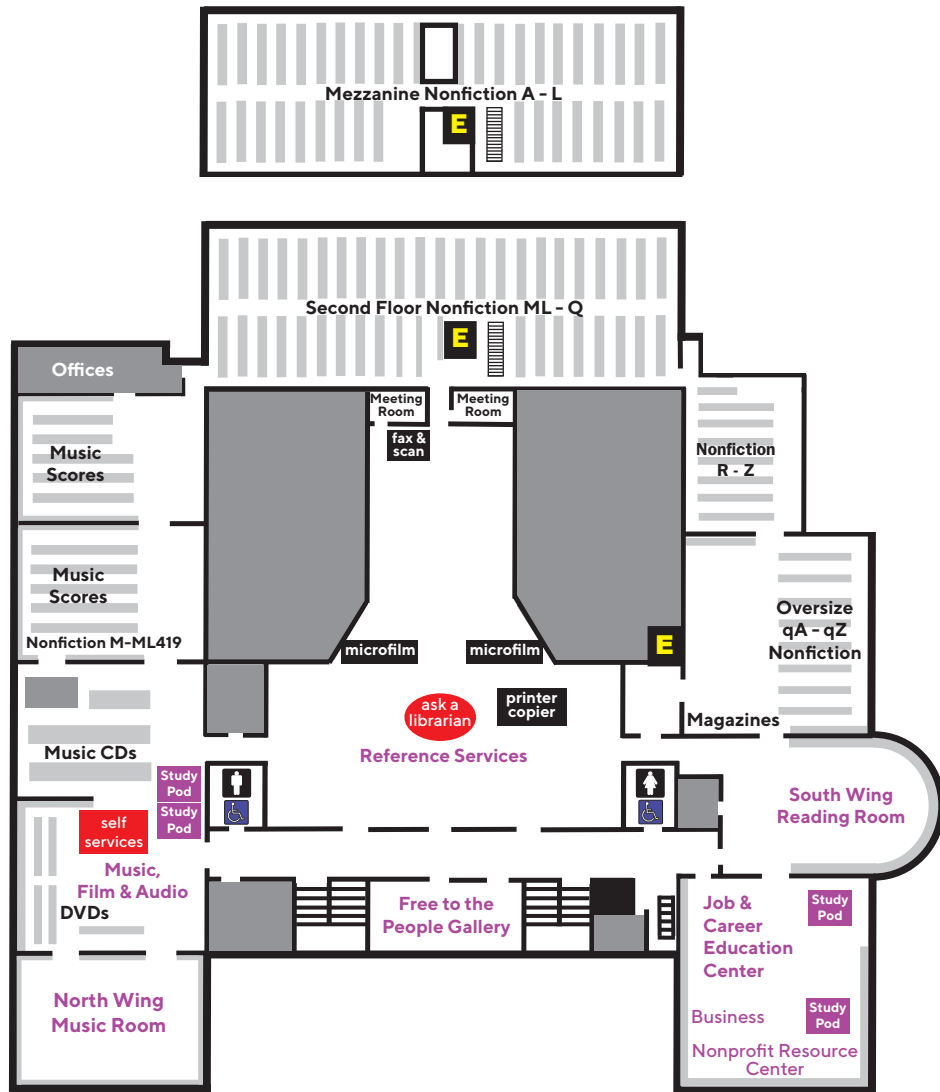 Mezzanine Nonfiction A – L
E
Second Floor Nonfiction ML – Q
E
Offices
Meeting
Room
Meeting
Room
fax &
scan
Music
Scores
Nonfiction
R - Z
Music
Scores
Oversize
qA – qZ
Nonfiction
Nonfiction M-ML419
microfilm
microfilm
E
ask a
librarian
printer
copier
Reference Services
Magazines
Music CDs
Study
Pod
Study
Pod
self
services
South Wing
Reading Room
Music,
Film & Audio
DVDs
Free to the
People Gallery
Job &
Career
Education
Center
Study
Pod
North Wing
Music Room
Business
Study
Pod
Nonprofit Resource
Center